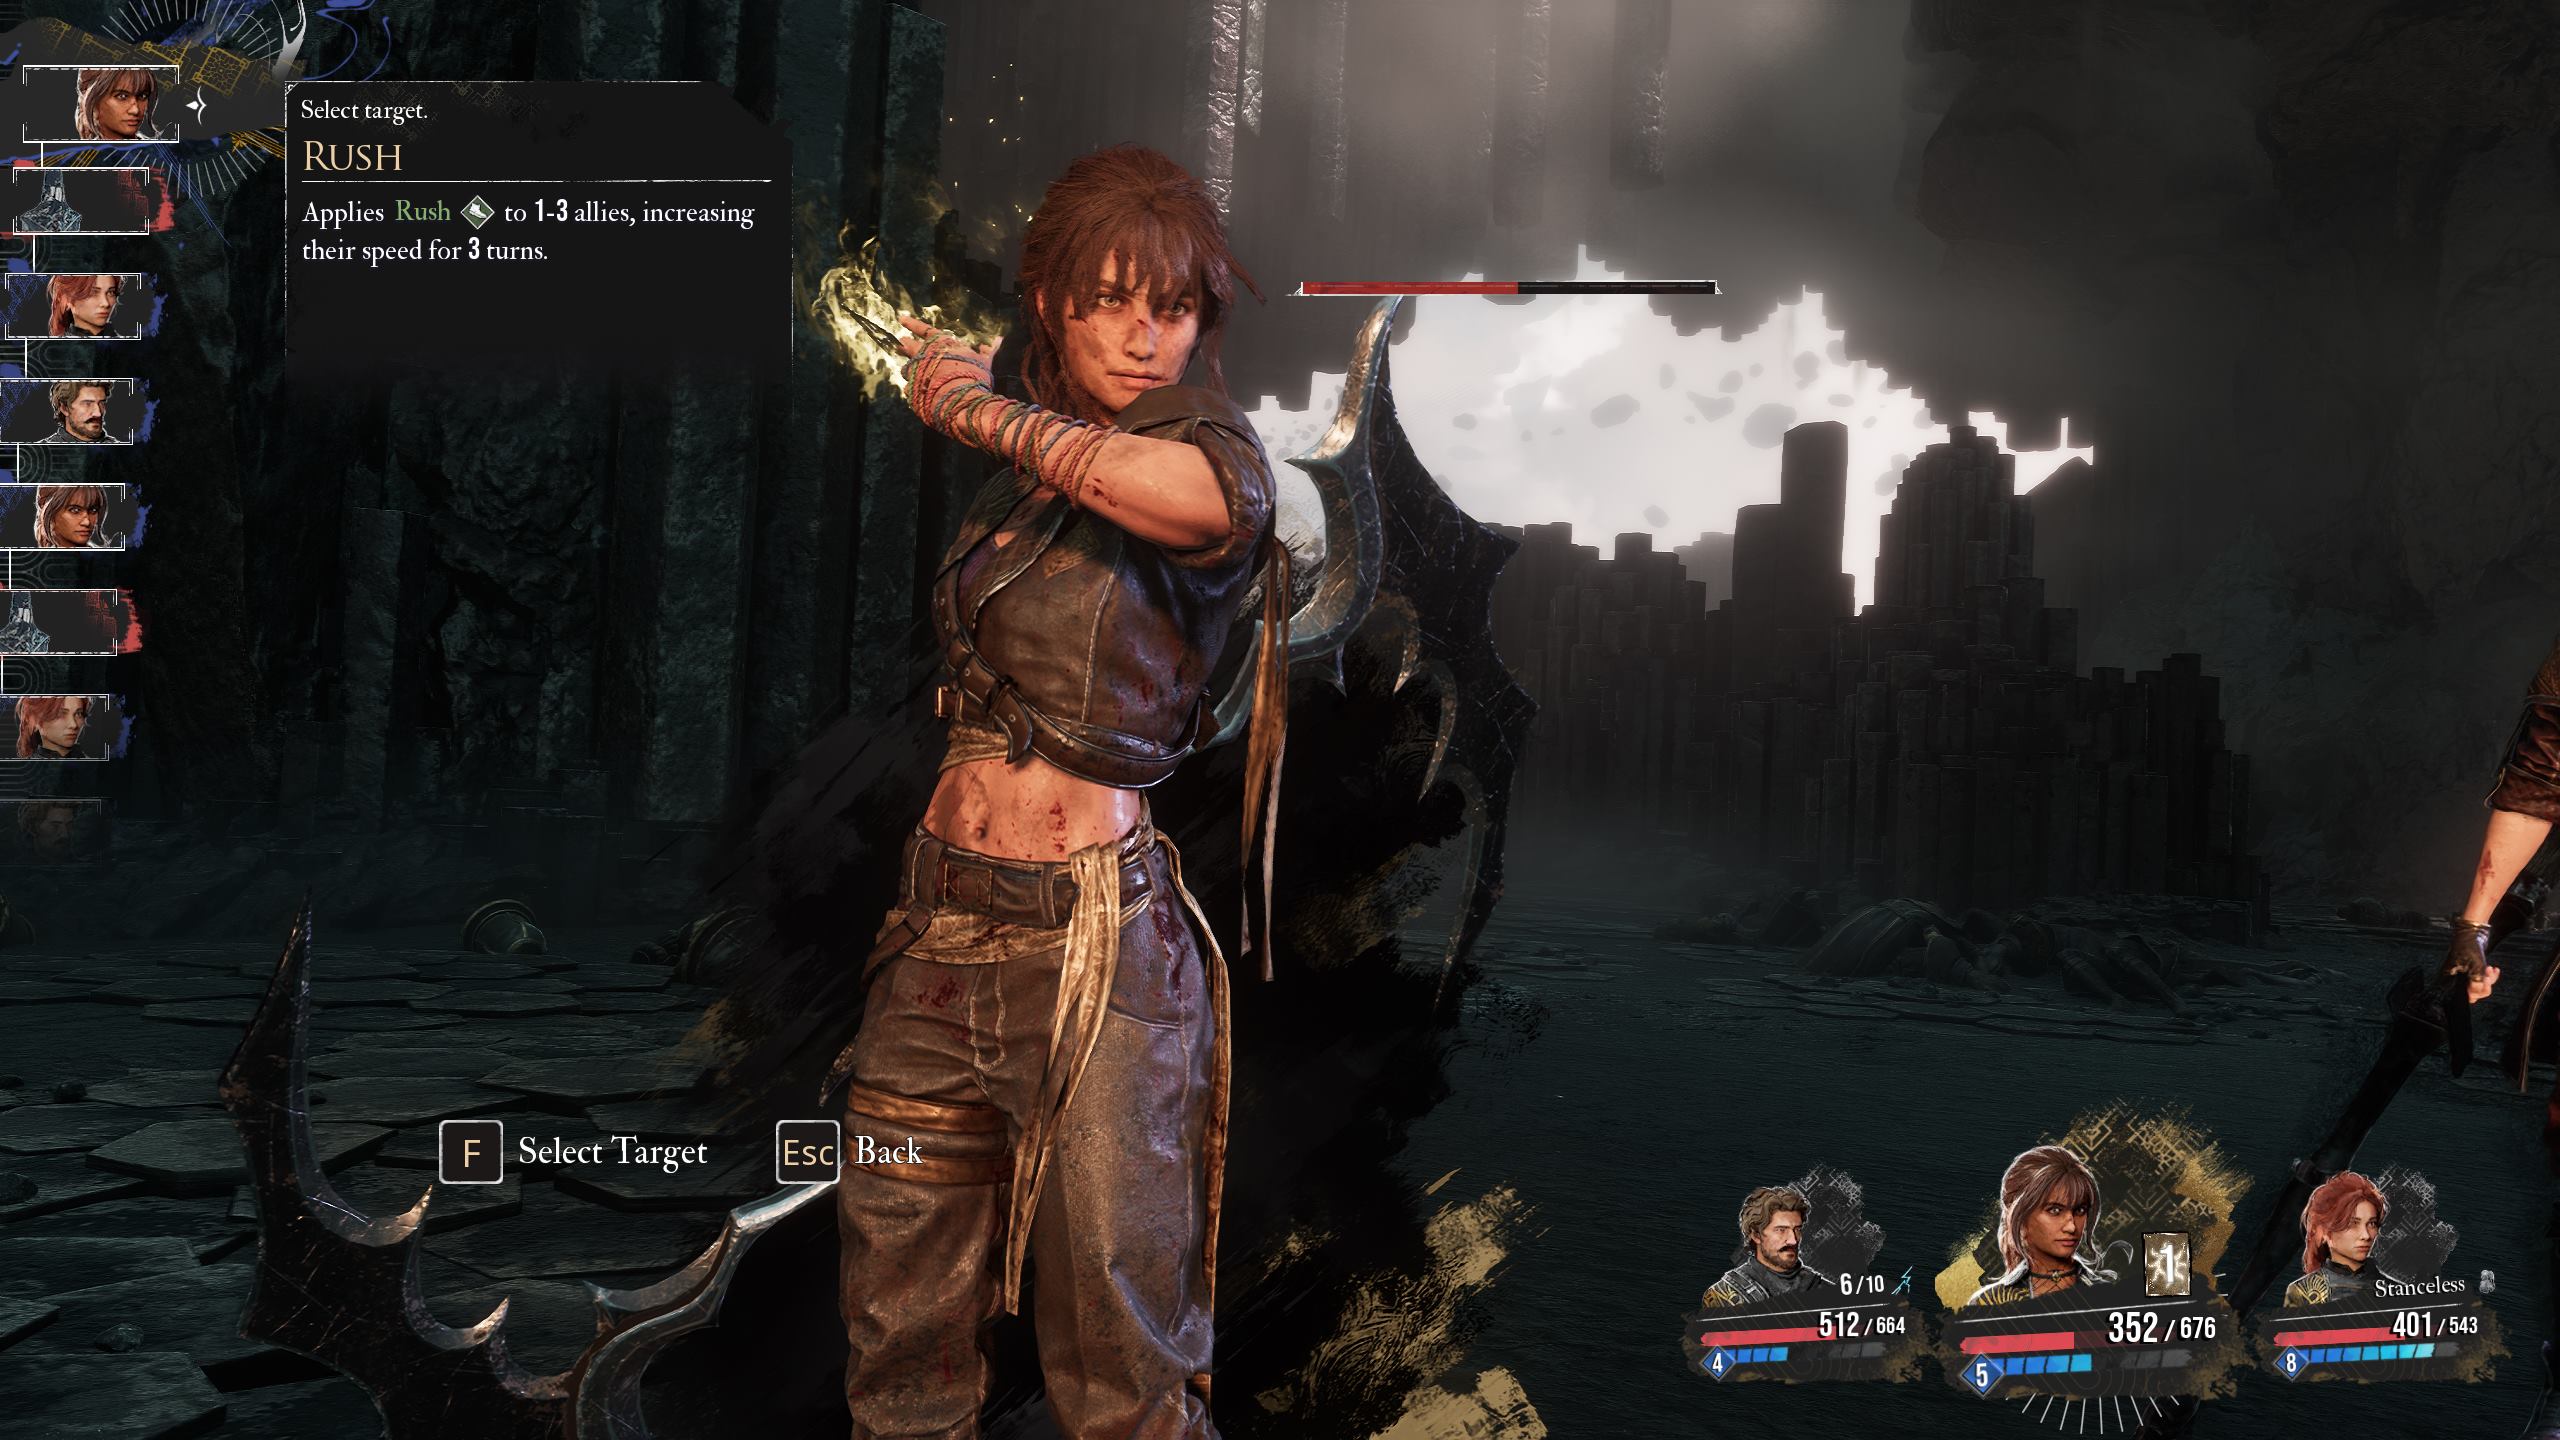 Select target.
RUSH
Applies Rush to 1-3 allies, increasing
their speed for 3 turns.
F Select Target Esc Back
1
6/10
Stanceless
512/664
352/676
401/543
4
5
8